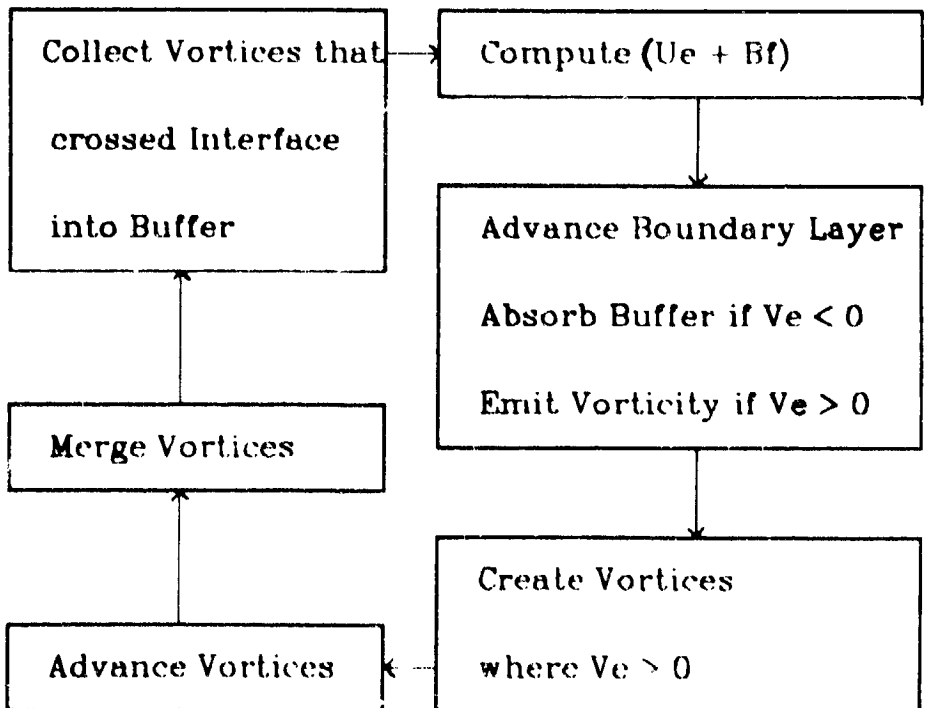 Collect Vortices that
crossed Interface
into Buffer
Compute (Ue + Bf)
Advance Boundary Layer
Absorb Buffer if Ve < 0
Emit Vorticity if Ve > 0
Merge Vortices
Create Vortices
where Ve > 0
Advance Vortices